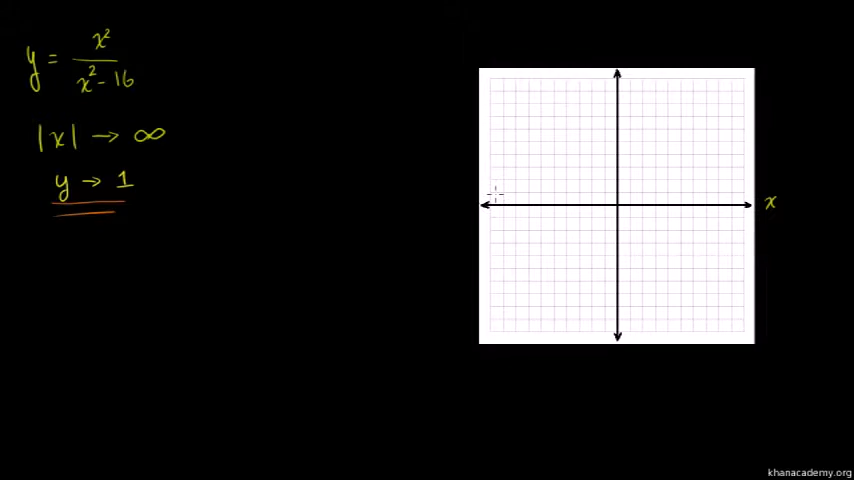 y = x²/(x² - 16)
|x| → ∞
y → 1
x
khanacademy.org